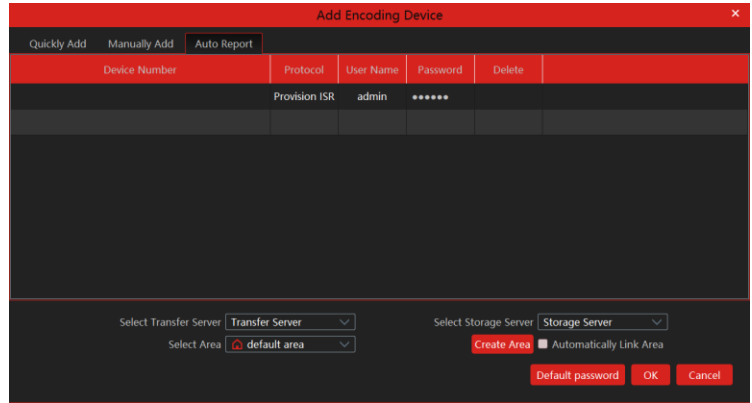 Add Encoding Device
Quickly Add Manually Add Auto Report
Device Number Protocol User Name Password Delete
Provision ISR admin ●●●●●●
Select Transfer Server Transfer Server Select Storage Server Storage Server
Select Area default area Create Area Automatically Link Area
Default password OK Cancel